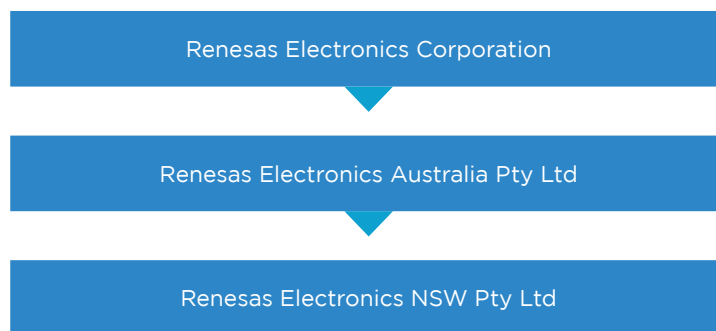 Renesas Electronics Corporation
Renesas Electronics Australia Pty Ltd
Renesas Electronics NSW Pty Ltd